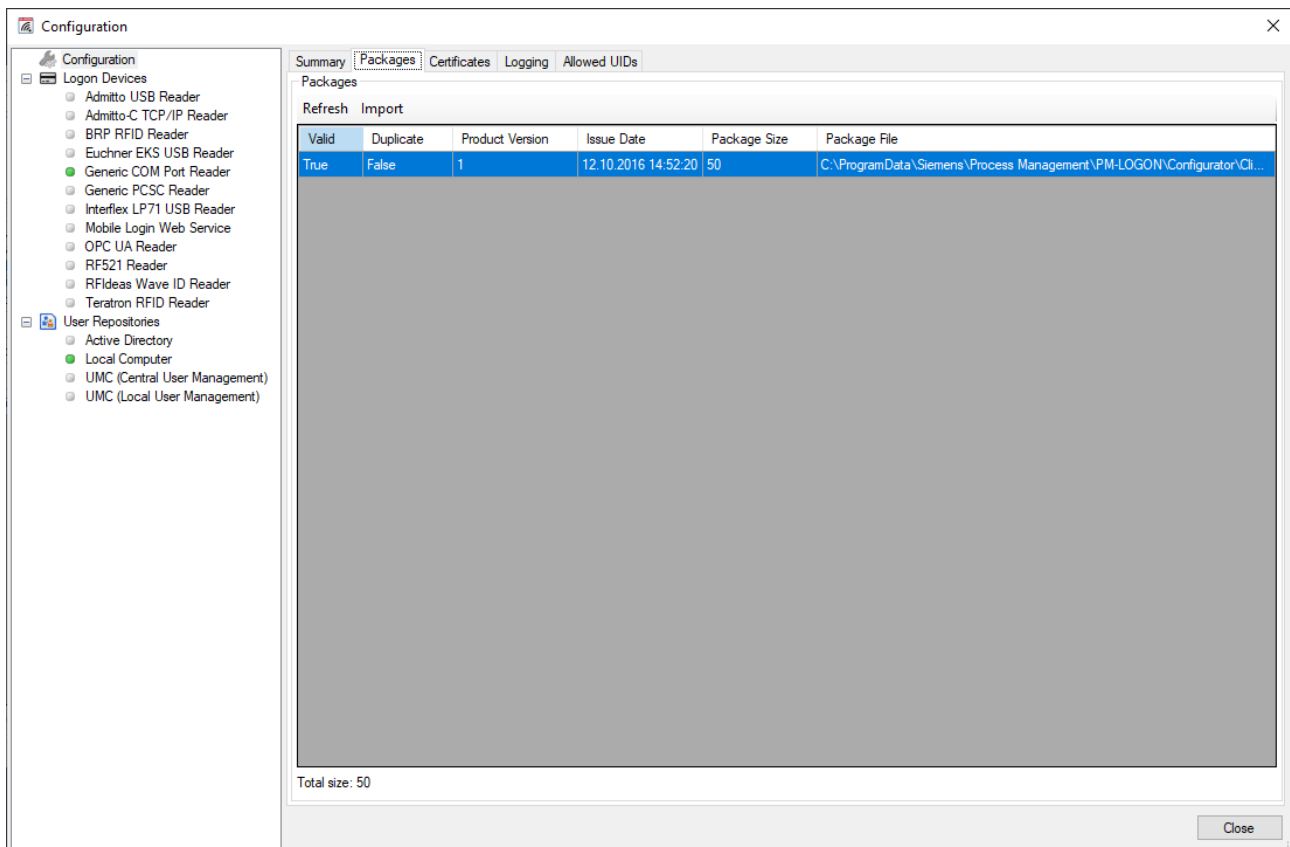 Configuration
Configuration
Logon Devices
Admitto USB Reader
Admitto-C TCP/IP Reader
BRP RFID Reader
Euchner EKS USB Reader
Generic COM Port Reader
Generic PCSC Reader
Interflex LP71 USB Reader
Mobile Login Web Service
OPC UA Reader
RF521 Reader
RFIdeas Wave ID Reader
Teratron RFID Reader
User Repositories
Active Directory
Local Computer
UMC (Central User Management)
UMC (Local User Management)
Summary Packages Certificates Logging Allowed UIDs
Packages
Refresh Import
Valid Duplicate Product Version Issue Date Package Size Package File
True False 1 12.10.2016 14:52:20 50 C:\ProgramData\Siemens\Process Management\PM-LOGON\Configurator\Cli...
Total size: 50
Close